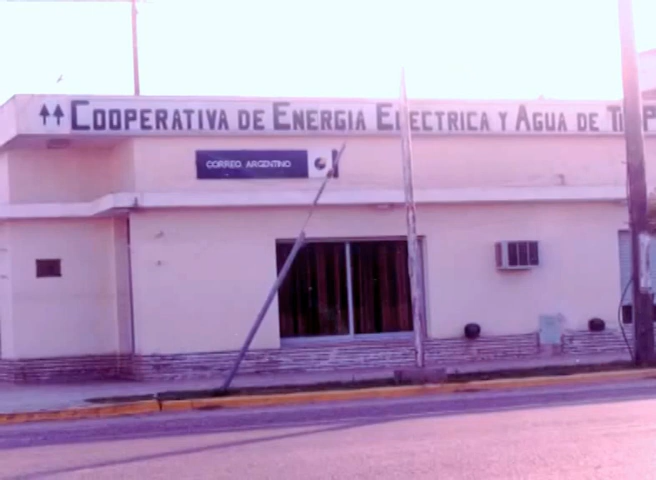 COOPERATIVA DE ENERGIA ELECTRICA Y AGUA DE
CORREO ARGENTINO